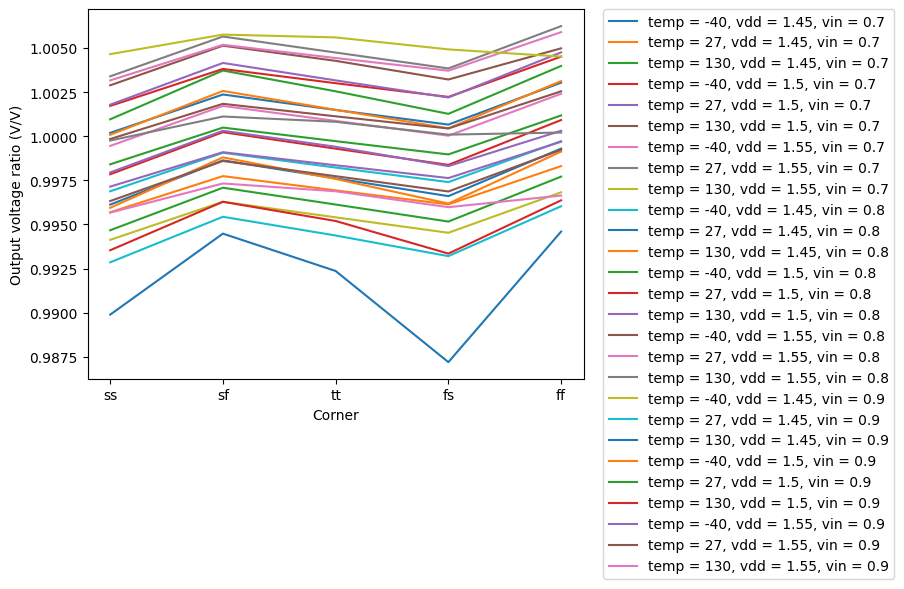 1.0050
1.0025
1.0000
0.9975
0.9950
0.9925
0.9900
0.9875
Output voltage ratio (V/V)
ss
sf
tt
fs
ff
Corner
temp = -40, vdd = 1.45, vin = 0.7
temp = 27, vdd = 1.45, vin = 0.7
temp = 130, vdd = 1.45, vin = 0.7
temp = -40, vdd = 1.5, vin = 0.7
temp = 27, vdd = 1.5, vin = 0.7
temp = 130, vdd = 1.5, vin = 0.7
temp = -40, vdd = 1.55, vin = 0.7
temp = 27, vdd = 1.55, vin = 0.7
temp = 130, vdd = 1.55, vin = 0.7
temp = -40, vdd = 1.45, vin = 0.8
temp = 27, vdd = 1.45, vin = 0.8
temp = 130, vdd = 1.45, vin = 0.8
temp = -40, vdd = 1.5, vin = 0.8
temp = 27, vdd = 1.5, vin = 0.8
temp = 130, vdd = 1.5, vin = 0.8
temp = -40, vdd = 1.55, vin = 0.8
temp = 27, vdd = 1.55, vin = 0.8
temp = 130, vdd = 1.55, vin = 0.8
temp = -40, vdd = 1.45, vin = 0.9
temp = 27, vdd = 1.45, vin = 0.9
temp = 130, vdd = 1.45, vin = 0.9
temp = -40, vdd = 1.5, vin = 0.9
temp = 27, vdd = 1.5, vin = 0.9
temp = 130, vdd = 1.5, vin = 0.9
temp = -40, vdd = 1.55, vin = 0.9
temp = 27, vdd = 1.55, vin = 0.9
temp = 130, vdd = 1.55, vin = 0.9